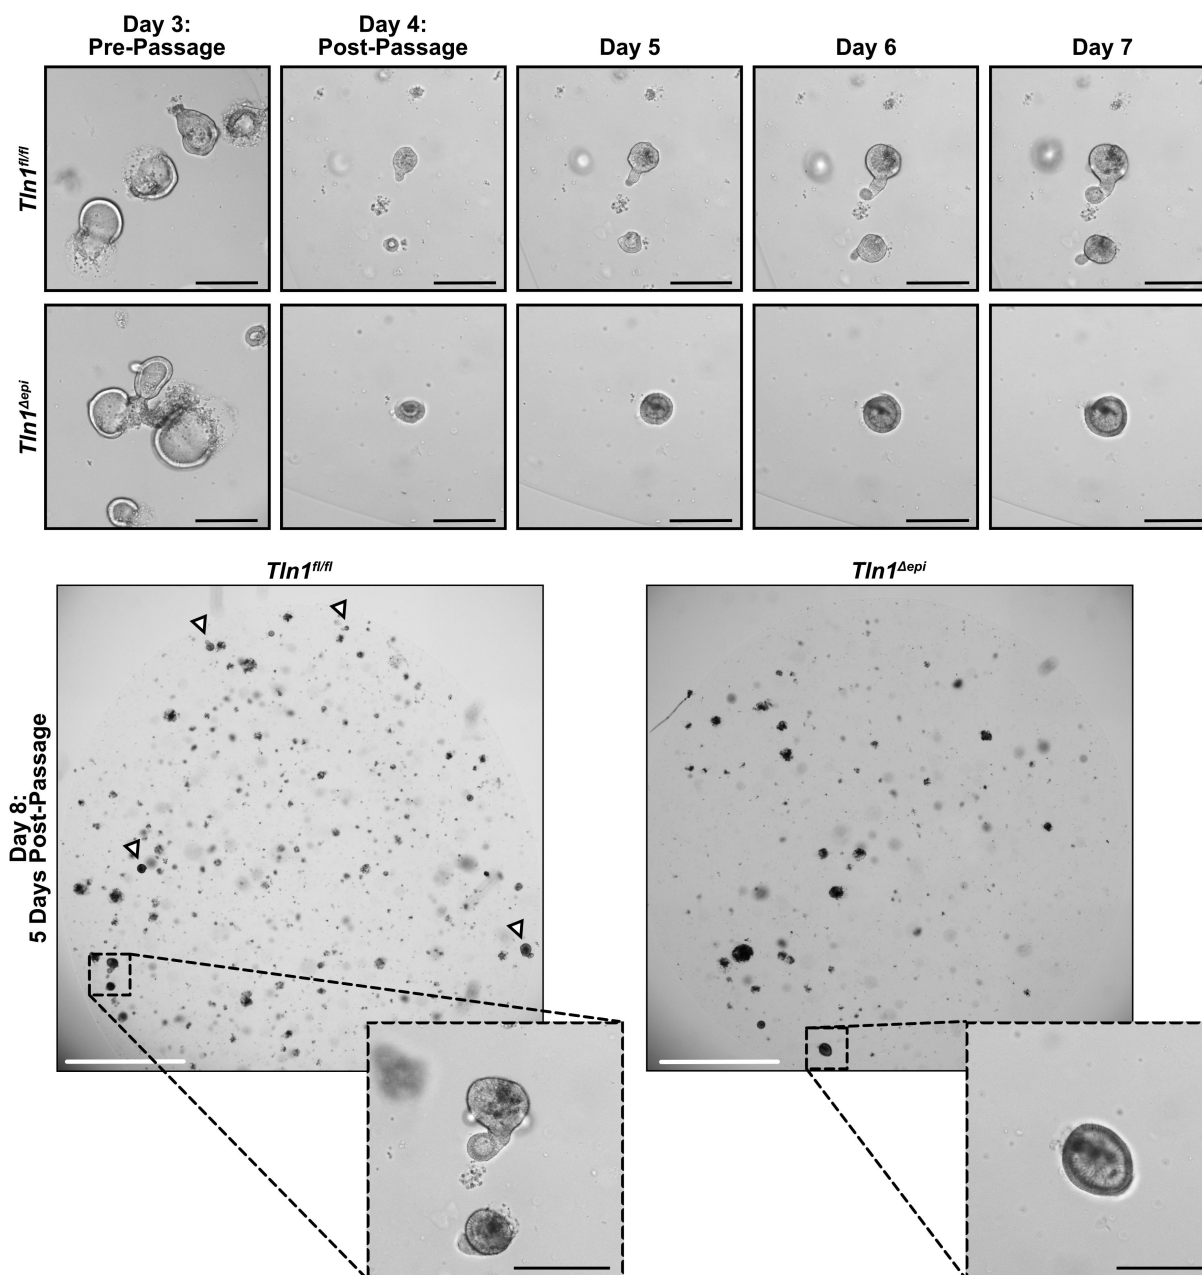 Day 3:
Pre-Passage
Day 4:
Post-Passage
Day 5
Day 6
Day 7
Tln1fl/fl
Tln1Δepi
Tln1fl/fl
Tln1Δepi
Day 8:
5 Days Post-Passage